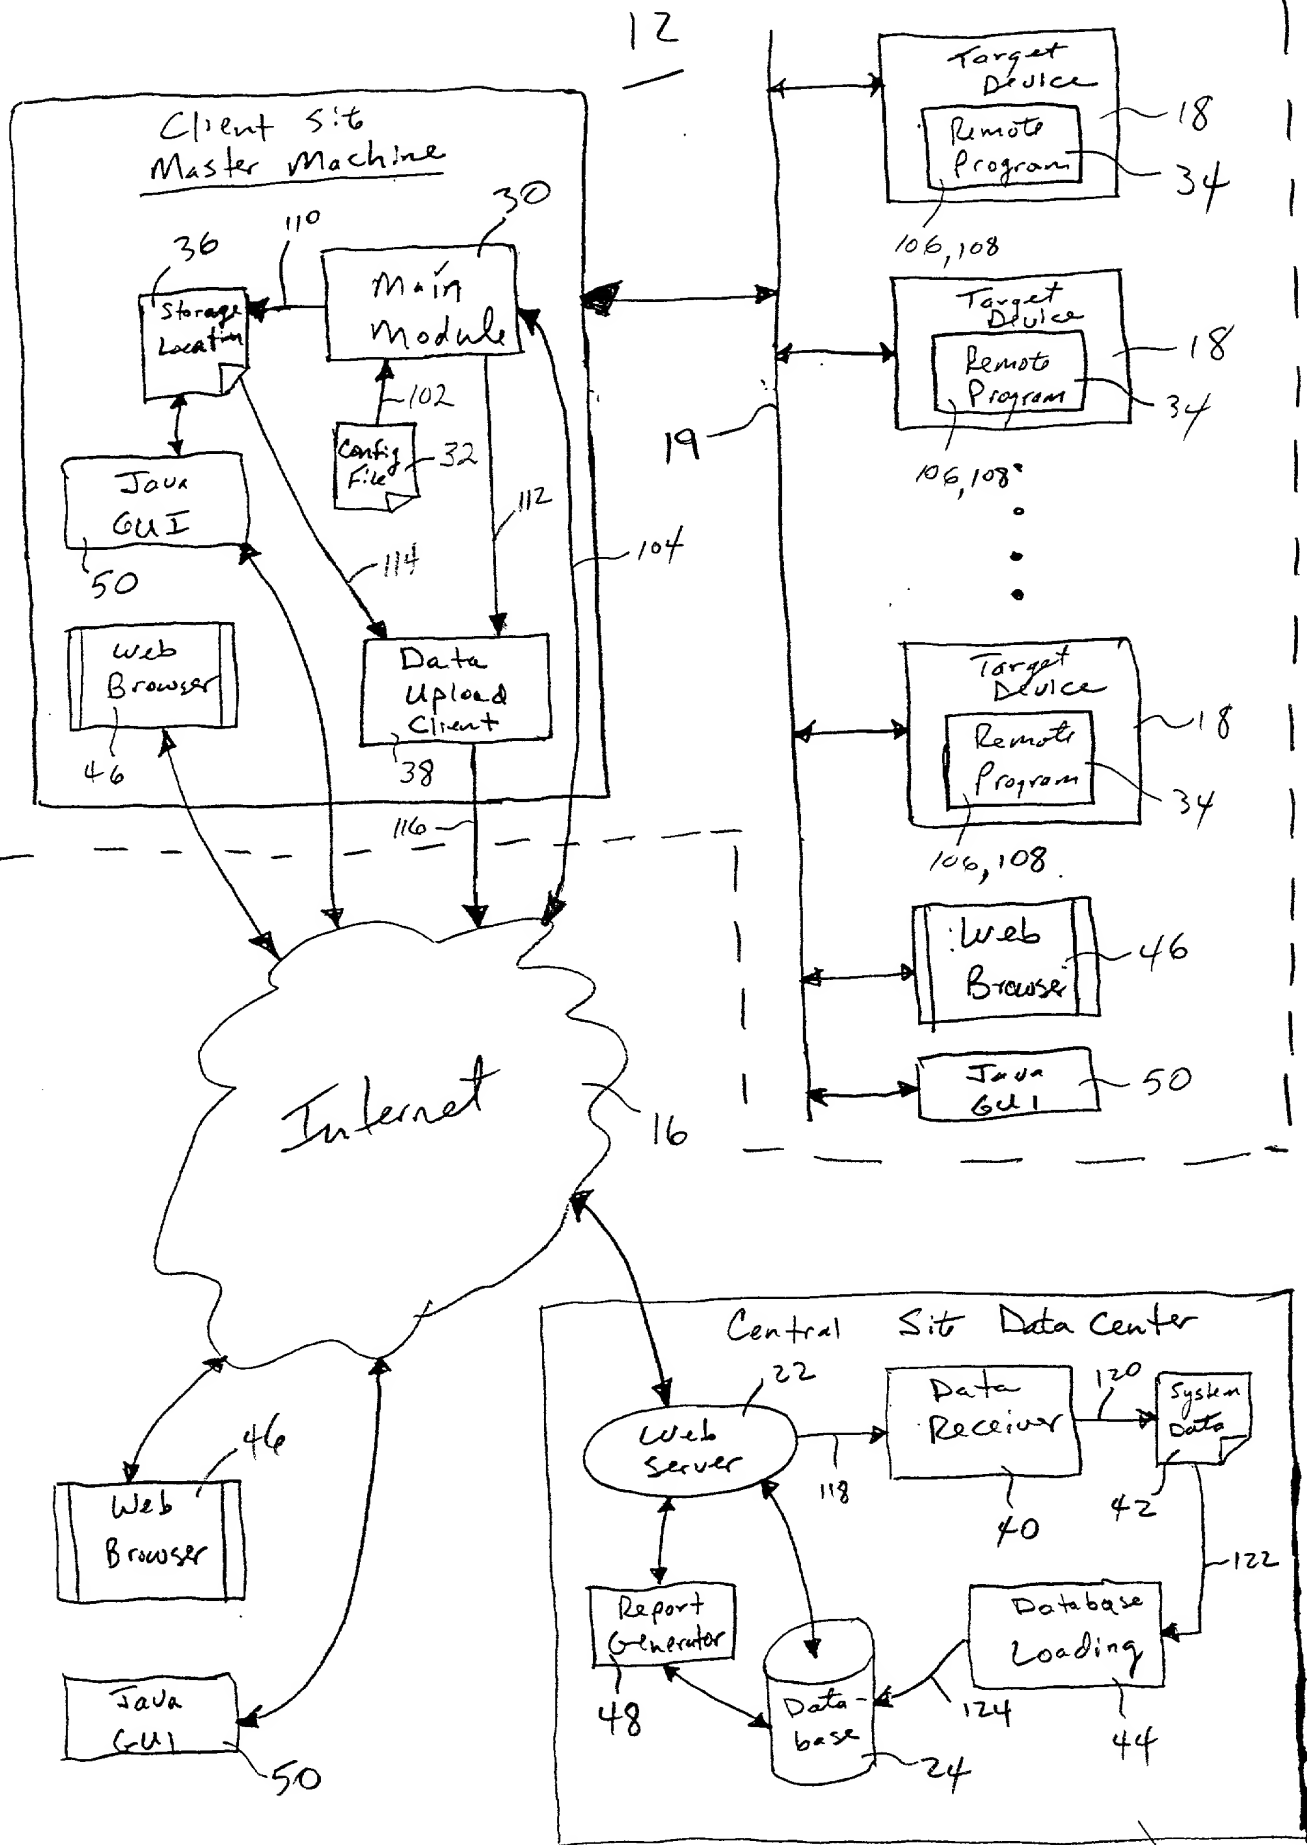 12
Client Site
Master Machine
30
110
36
Main
Module
Storage
Location
102
Config
File
32
Java
GUI
50
112
114
104
Web
Browser
46
Data
Upload
Client
38
116
19
Target
Device
18
Remote
Program
34
106, 108
Target
Device
18
Remote
Program
34
106, 108
Target
Device
18
Remote
Program
34
106, 108
Web
Browser
46
Java
GUI
50
Internet
16
Web
Browser
46
Java
GUI
50
Central Site Data Center
22
Web
Server
118
Data
Receiver
40
120
System
Data
42
122
Report
Generator
48
Data-
base
24
124
Database
Loading
44